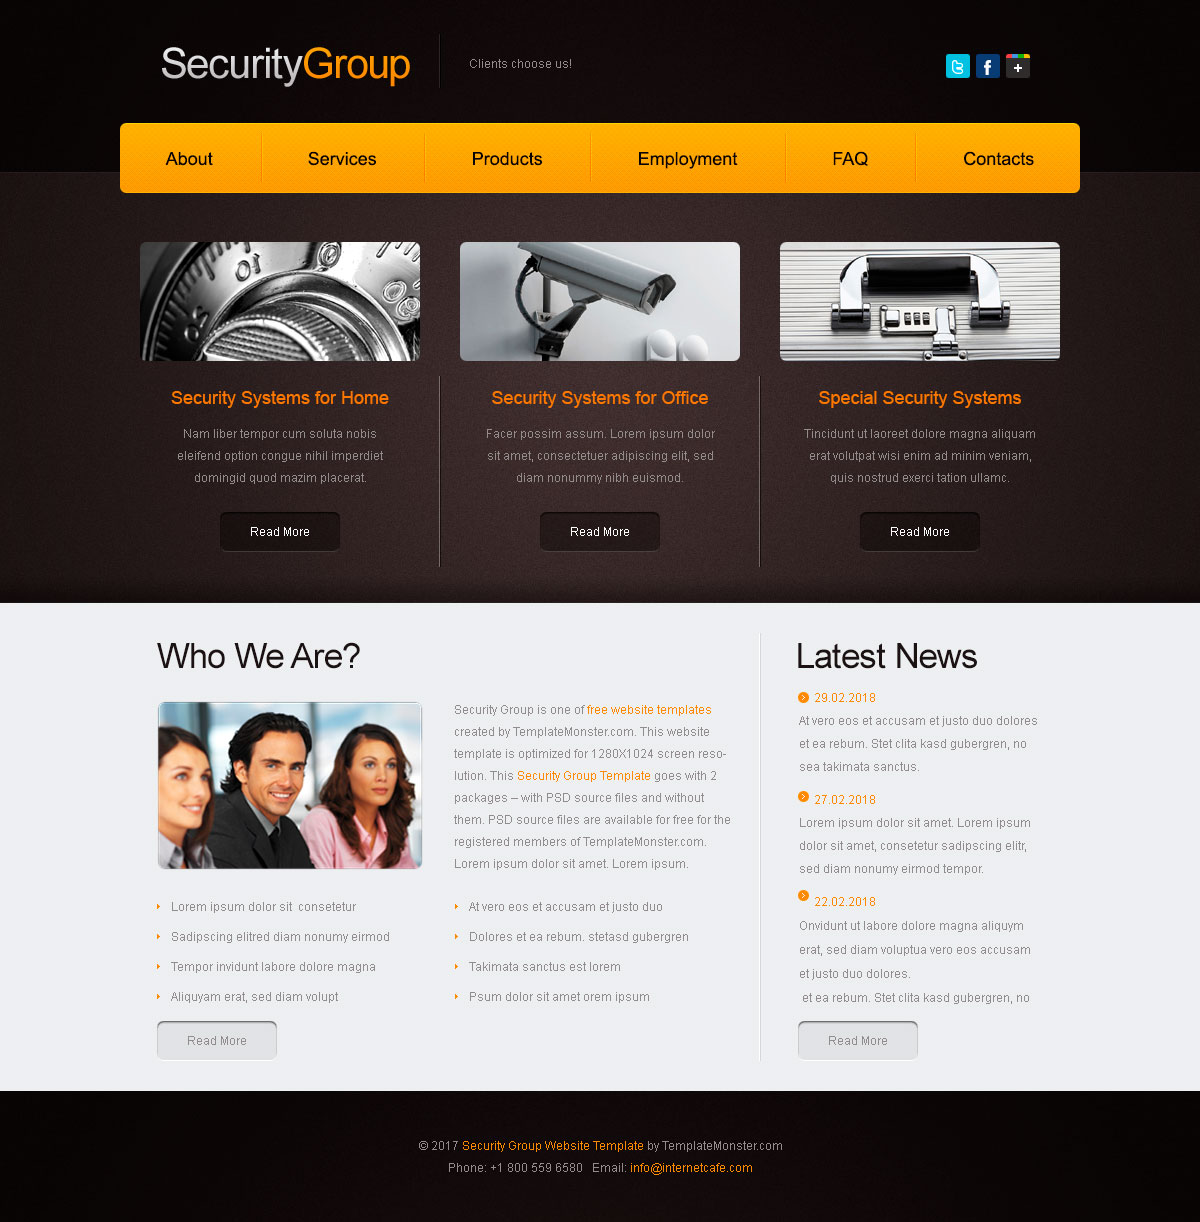 SecurityGroup
Clients choose us!
About
Services
Products
Employment
FAQ
Contacts
Security Systems for Home
Nam liber tempor cum soluta nobis
eleifend option congue nihil imperdiet
domingid quod mazim placerat.
Read More
Security Systems for Office
Facer possim assum. Lorem ipsum dolor
sit amet, consectetuer adipiscing elit, sed
diam nonummy nibh euismod.
Read More
Special Security Systems
Tincidunt ut laoreet dolore magna aliquam
erat volutpat wisi enim ad minim veniam,
quis nostrud exerci tation ullamc.
Read More
Who We Are?
Security Group is one of free website templates
created by TemplateMonster.com. This website
template is optimized for 1280X1024 screen reso-
lution. This Security Group Template goes with 2
packages – with PSD source files and without
them. PSD source files are available for free for the
registered members of TemplateMonster.com.
Lorem ipsum dolor sit amet. Lorem ipsum.
Lorem ipsum dolor sit  consetetur
Sadipscing elitred diam nonumy eirmod
Tempor invidunt labore dolore magna
Aliquyam erat, sed diam volupt
At vero eos et accusam et justo duo
Dolores et ea rebum. stetasd gubergren
Takimata sanctus est lorem
Psum dolor sit amet orem ipsum
Read More
Latest News
29.02.2018
At vero eos et accusam et justo duo dolores
et ea rebum. Stet clita kasd gubergren, no
sea takimata sanctus.
27.02.2018
Lorem ipsum dolor sit amet. Lorem ipsum
dolor sit amet, consetetur sadipscing elitr,
sed diam nonumy eirmod tempor.
22.02.2018
Onvidunt ut labore dolore magna aliquym
erat, sed diam voluptua vero eos accusam
et justo duo dolores.
et ea rebum. Stet clita kasd gubergren, no
Read More
© 2017 Security Group Website Template by TemplateMonster.com
Phone: +1 800 559 6580   Email: info@internetcafe.com